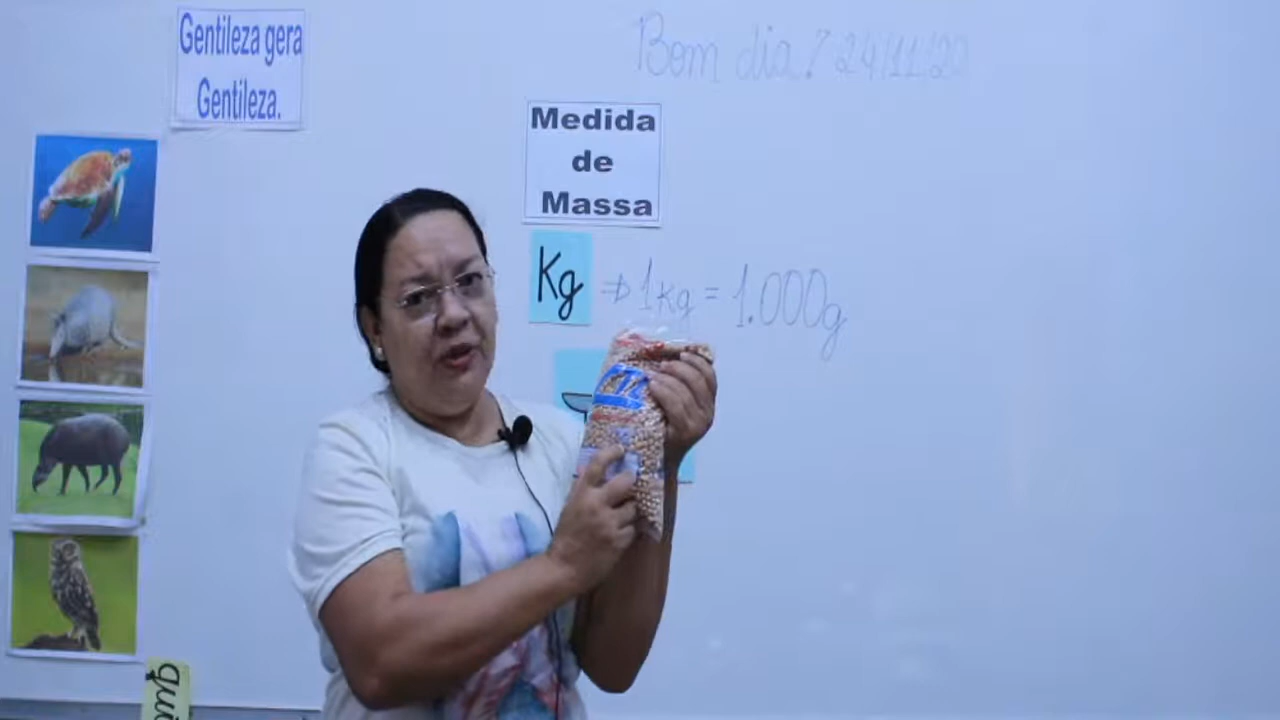 Gentileza gera
Gentileza.
Bom dia! 24/11/20
Medida
de
Massa
Kg ⇒ 1Kg = 1.000g